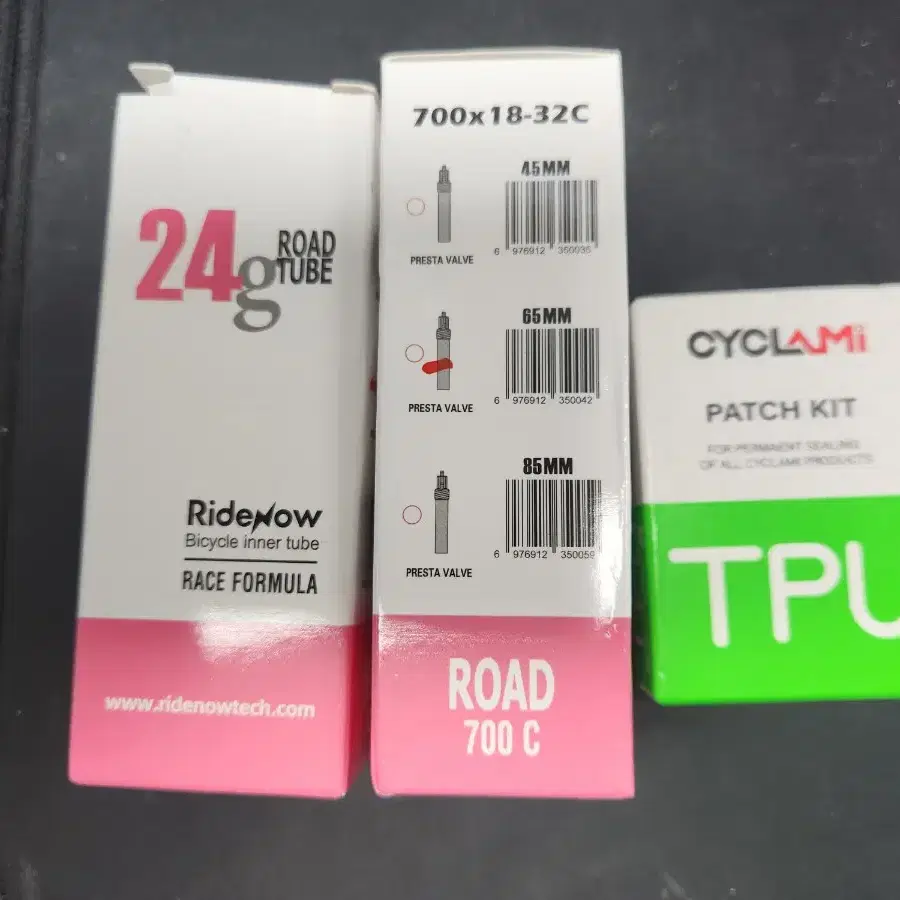 24g ROAD TUBE
RideNow
Bicycle inner tube
RACE FORMULA
www.ridenowtech.com
700x18-32C
45MM
PRESTA VALVE
6 976912 350035
65MM
PRESTA VALVE
6 976912 350042
85MM
PRESTA VALVE
6 976912 350059
ROAD
700 C
CYCLAMi
PATCH KIT
FOR PERMANENT SEALING
OF ALL CYCLAMI PRODUCTS
TPU